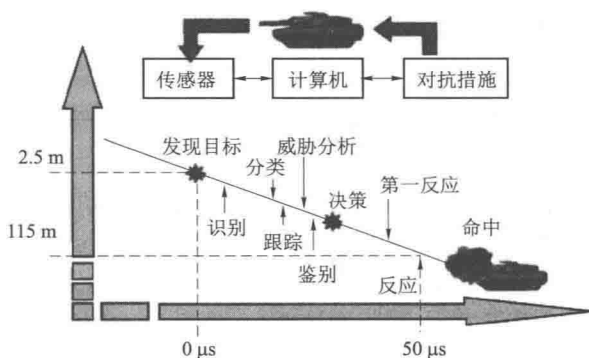 传感器
计算机
对抗措施
发现目标
威胁分析
分类
2.5 m
第一反应
决策
识别
命中
跟踪
115 m
鉴别
反应
0 μs
50 μs